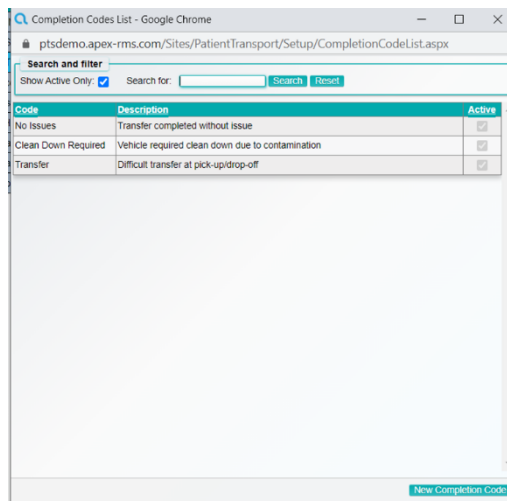 Completion Codes List - Google Chrome
ptsdemo.apex-rms.com/Sites/PatientTransport/Setup/CompletionCodeList.aspx
Search and filter
Show Active Only: Search for: Search Reset
Code Description Active
No Issues Transfer completed without issue
Clean Down Required Vehicle required clean down due to contamination
Transfer Difficult transfer at pick-up/drop-off
New Completion Code